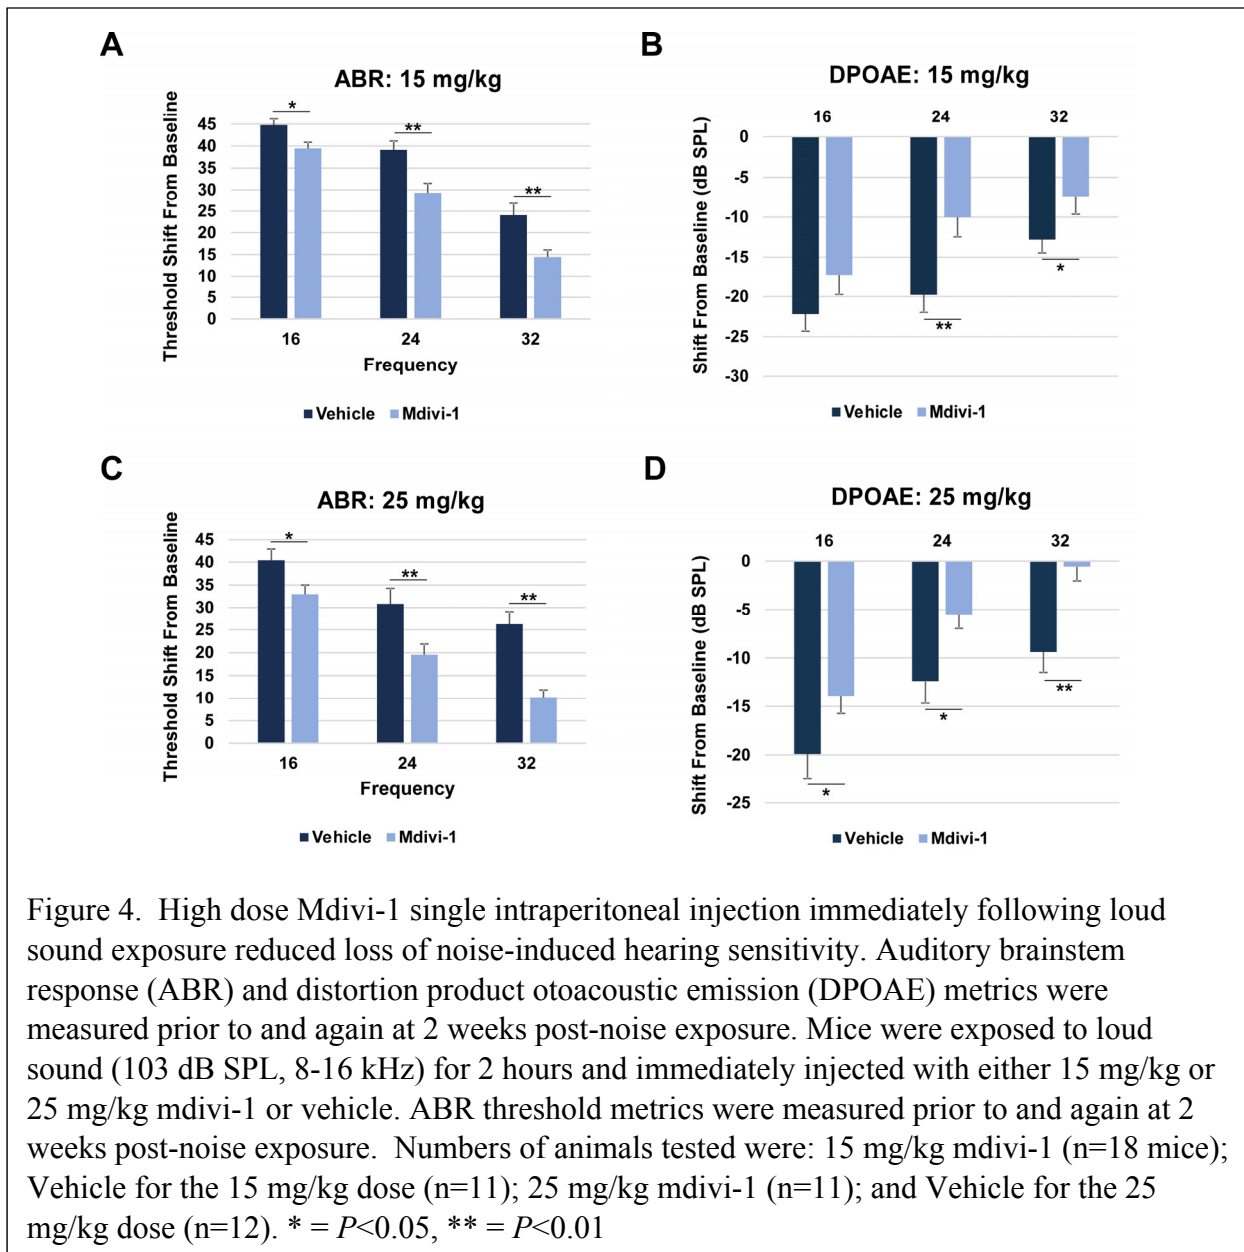 A
ABR: 15 mg/kg
Threshold Shift From Baseline
45
40
35
30
25
20
15
10
5
0
*
**
**
16
24
32
Frequency
Vehicle Mdivi-1
B
DPOAE: 15 mg/kg
Shift From Baseline (dB SPL)
16
24
32
0
-5
-10
-15
-20
-25
-30
**
*
Vehicle Mdivi-1
C
ABR: 25 mg/kg
Threshold Shift From Baseline
45
40
35
30
25
20
15
10
5
0
*
**
**
16
24
32
Frequency
Vehicle Mdivi-1
D
DPOAE: 25 mg/kg
Shift From Baseline (dB SPL)
16
24
32
0
-5
-10
-15
-20
-25
*
*
**
Vehicle Mdivi-1
Figure 4. High dose Mdivi-1 single intraperitoneal injection immediately following loud
sound exposure reduced loss of noise-induced hearing sensitivity. Auditory brainstem
response (ABR) and distortion product otoacoustic emission (DPOAE) metrics were
measured prior to and again at 2 weeks post-noise exposure. Mice were exposed to loud
sound (103 dB SPL, 8-16 kHz) for 2 hours and immediately injected with either 15 mg/kg or
25 mg/kg mdivi-1 or vehicle. ABR threshold metrics were measured prior to and again at 2
weeks post-noise exposure. Numbers of animals tested were: 15 mg/kg mdivi-1 (n=18 mice);
Vehicle for the 15 mg/kg dose (n=11); 25 mg/kg mdivi-1 (n=11); and Vehicle for the 25
mg/kg dose (n=12). * = P<0.05, ** = P<0.01